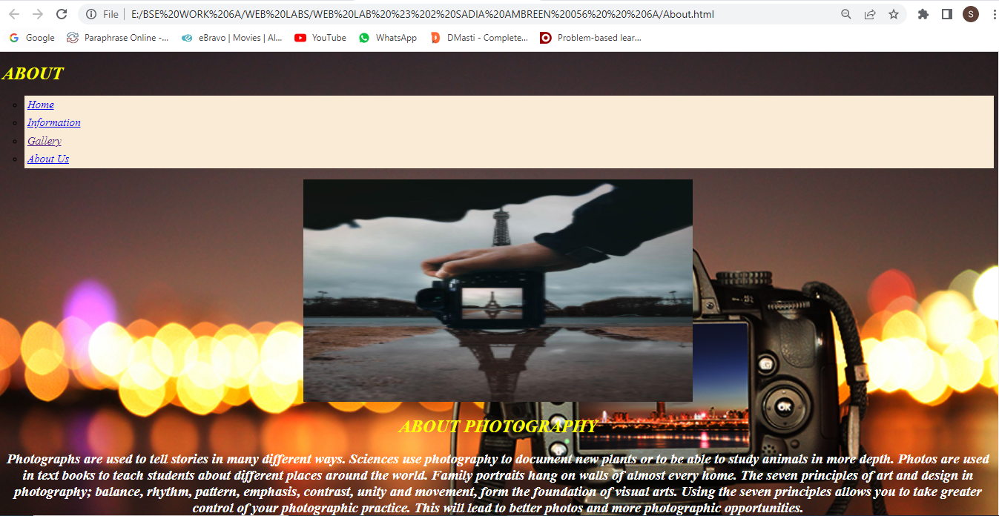 File E:/BSE%20WORK%206A/WEB%20LABS/WEB%20LAB%20%23%202%20SADIA%20AMBREEN%20056%20%20%206A/About.html S
Google Paraphrase Online -... eBravo | Movies | Al... YouTube WhatsApp DMasti - Complete... Problem-based lear...
ABOUT
Home
Information
Gallery
About Us
OK
ABOUT PHOTOGRAPHY
Photographs are used to tell stories in many different ways. Sciences use photography to document new plants or to be able to study animals in more depth. Photos are used
in text books to teach students about different places around the world. Family portraits hang on walls of almost every home. The seven principles of art and design in
photography; balance, rhythm, pattern, emphasis, contrast, unity and movement, form the foundation of visual arts. Using the seven principles allows you to take greater
control of your photographic practice. This will lead to better photos and more photographic opportunities.